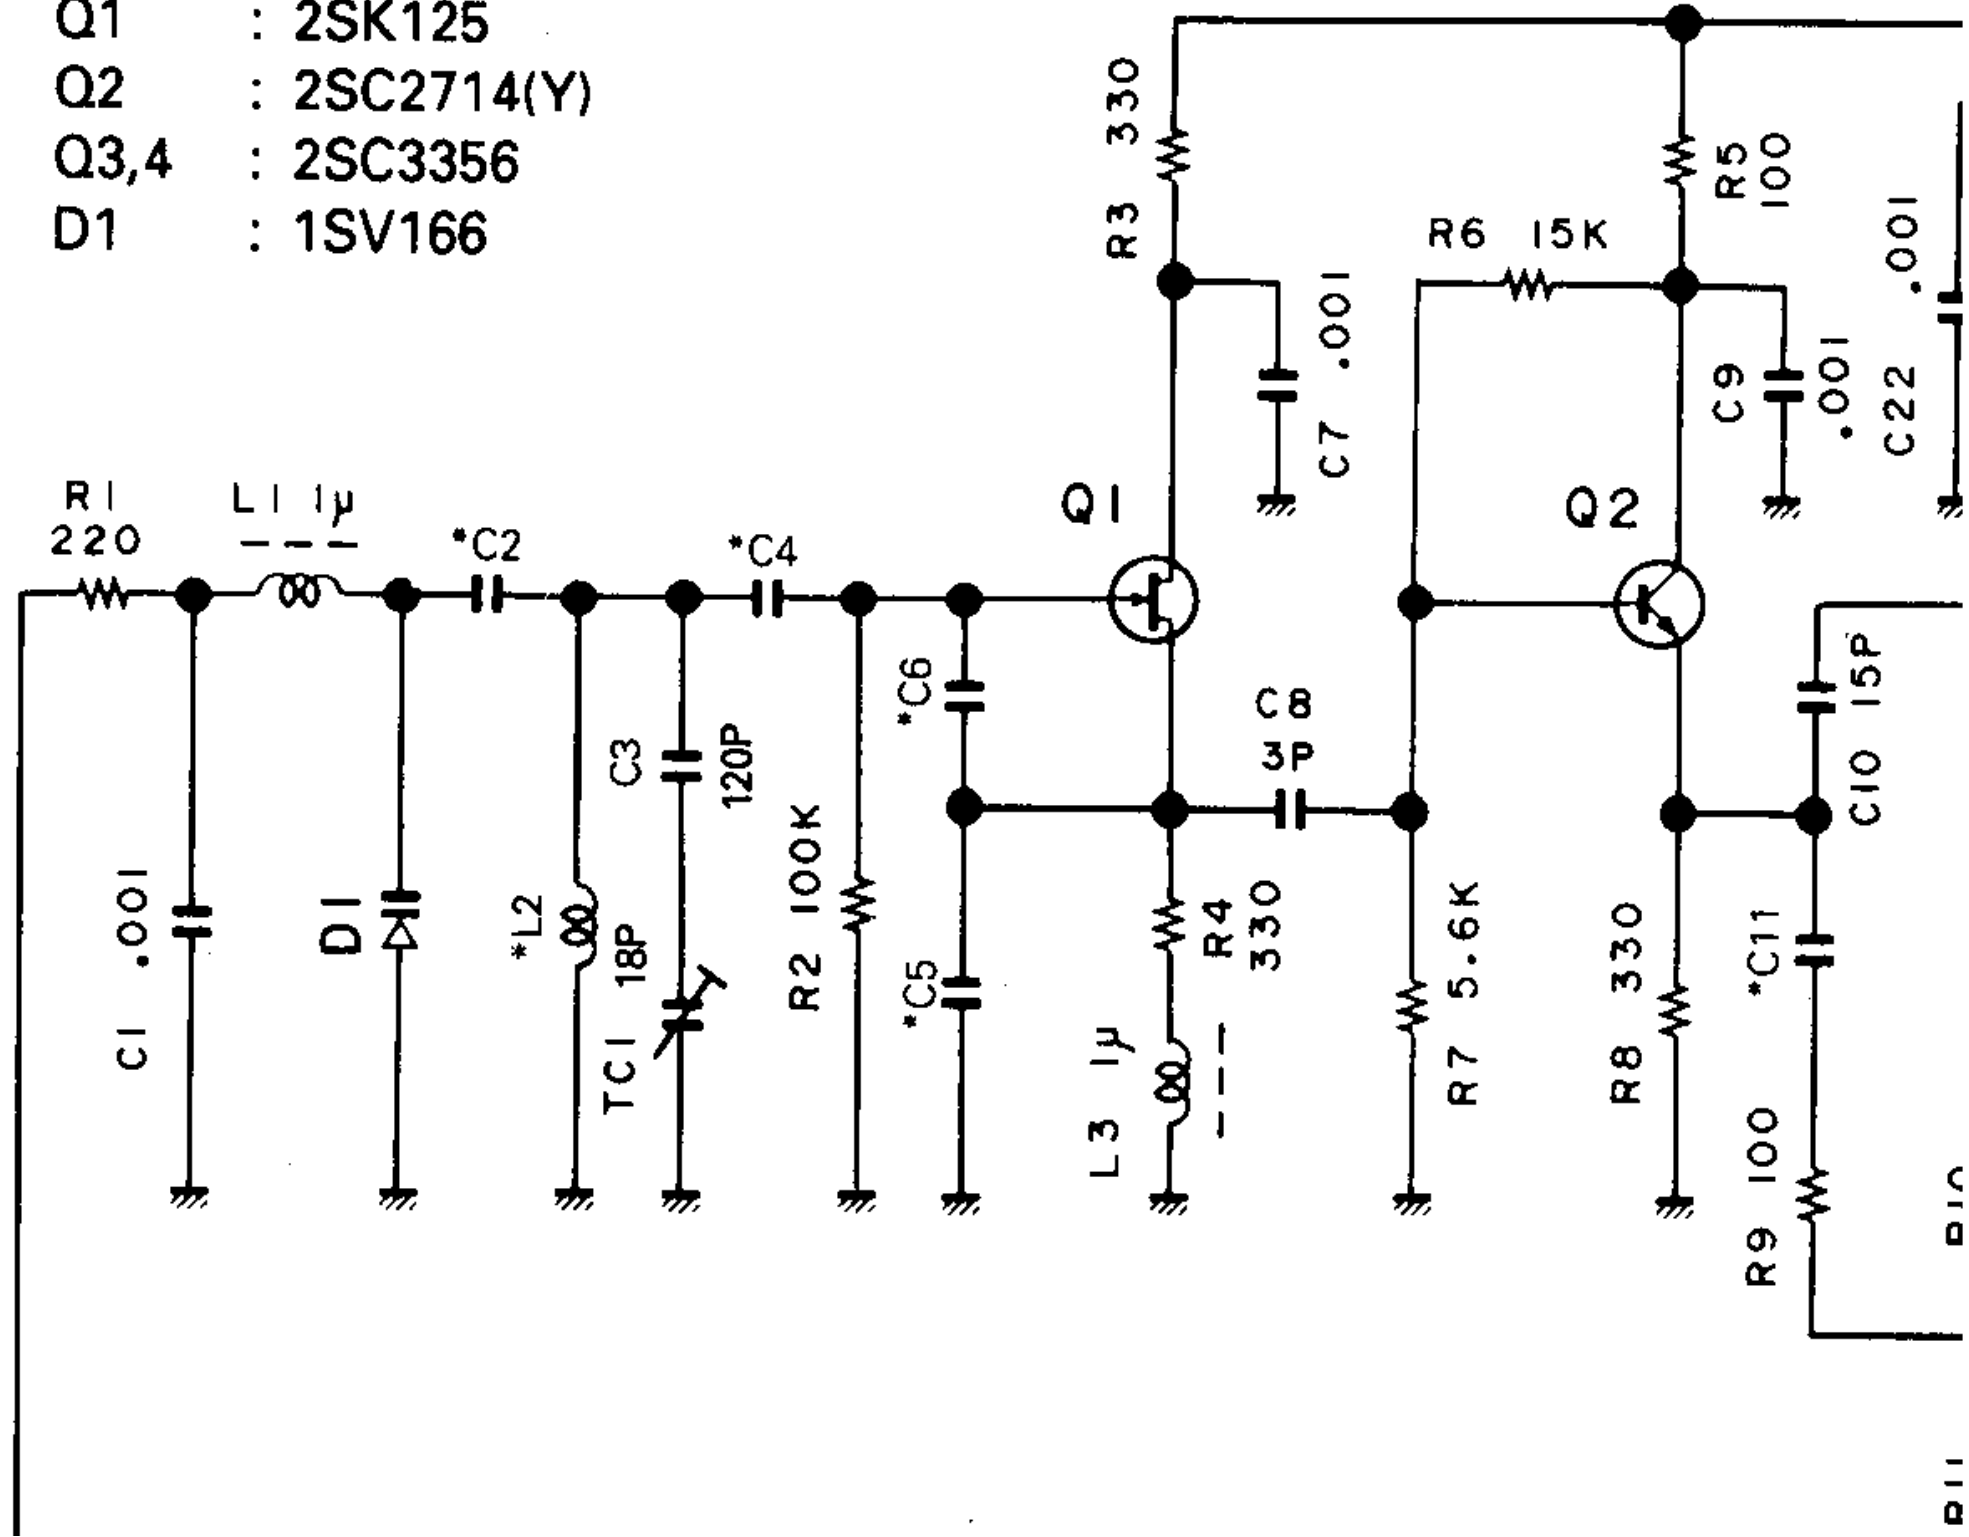 Q1 : 2SK125
Q2 : 2SC2714(Y)
Q3,4 : 2SC3356
D1 : 1SV166
R3 330
R5
100
R6 15K
.001
C22
C7 .001
C9
.001
R1
220
L1 1μ
*C2
*C4
Q1
Q2
*C6
C8
3P
C10 15P
C3
120P
C1 .001
D1
*L2
18P
TC1
R2 100K
*C5
R4
330
L3 1μ
R7 5.6K
R8 330
*C11
R9 100